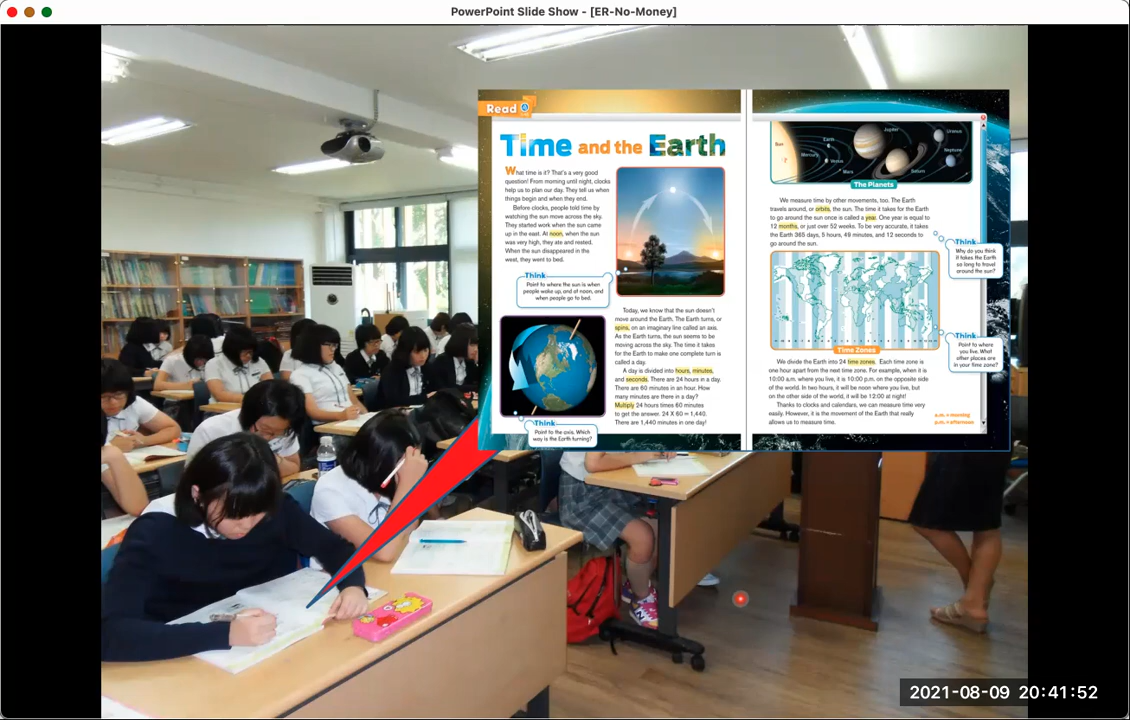 PowerPoint Slide Show - [ER-No-Money]
Read
Time and the Earth
What time is it? That's a very good
question! From morning until night, clocks
help us to plan our day. They tell us when
things begin and when they end.
Before clocks, people told time by
watching the sun move across the sky.
They started work when the sun came
up in the east. At noon, when the sun
was very high, they ate and rested.
When the sun disappeared in the
west, they went to bed.
Think
Point to where the sun is when
people wake up, and at noon, and
when people go to bed.
Today, we know that the sun doesn't
move around the Earth. The Earth turns, or
spins, on an imaginary line called an axis.
As the Earth turns, the sun seems to be
moving across the sky. The time it takes
for the Earth to make one complete turn is
called a day.
A day is divided into hours, minutes,
and seconds. There are 24 hours in a day.
There are 60 minutes in an hour. How
many minutes are there in a day?
Multiply 24 hours times 60 minutes
to get the answer. 24 X 60 = 1,440.
There are 1,440 minutes in one day!
Think
Point to the axis. Which
way is the Earth turning?
Sun
Mercury
Earth
Venus
Mars
Jupiter
Saturn
Uranus
Neptune
The Planets
We measure time by other movements, too. The Earth
travels around, or orbits, the sun. The time it takes for the Earth
to go around the sun once is called a year. One year is equal to
12 months, or just over 52 weeks. To be very accurate, it takes
the Earth 365 days, 5 hours, 49 minutes, and 12 seconds to
go around the sun.
Think
Why do you think
it takes the Earth
so long to travel
around the sun?
Time Zones
Think
Point to where
you live. What
other places are
in your time zone?
We divide the Earth into 24 time zones. Each time zone is
one hour apart from the next time zone. For example, when it is
10:00 a.m. where you live, it is 10:00 p.m. on the opposite side
of the world. In two hours, it will be noon where you live, but
on the other side of the world, it will be 12:00 at night!
Thanks to clocks and calendars, we can measure time very
easily. However, it is the movement of the Earth that really
allows us to measure time.
a.m. = morning
p.m. = afternoon
2021-08-09 20:41:52